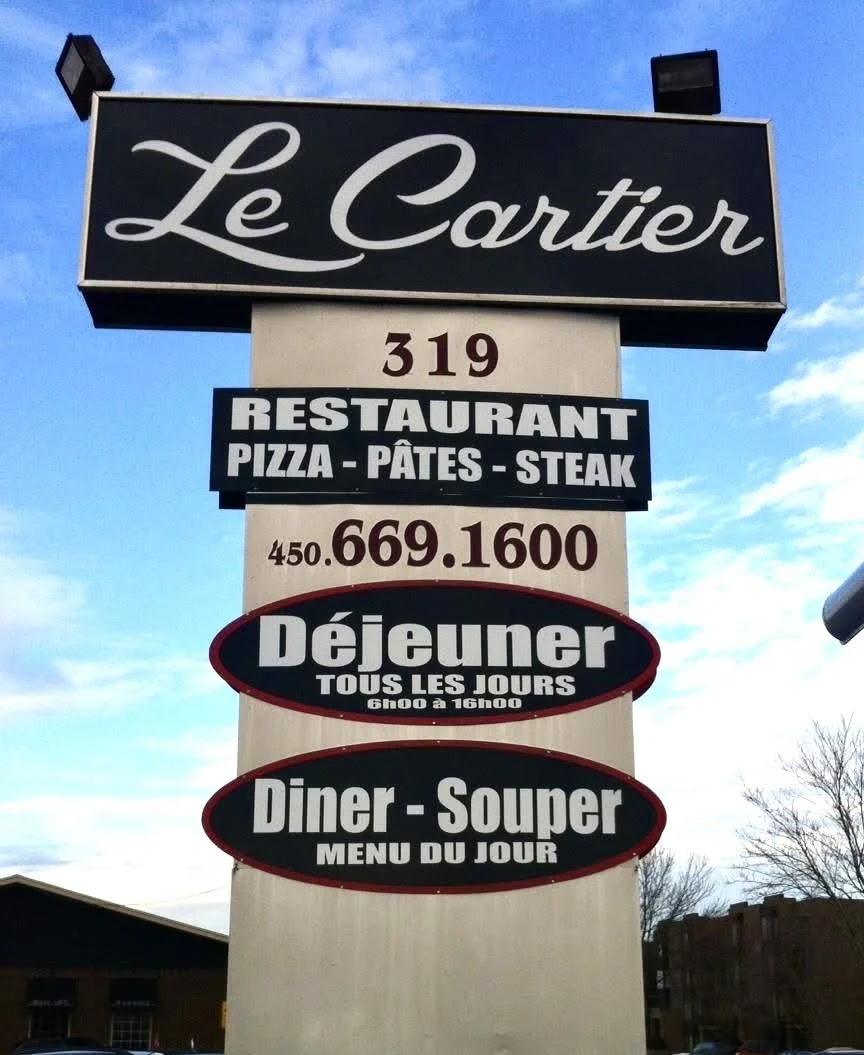 Le Cartier
319
RESTAURANT
PIZZA - PÂTES - STEAK
450.669.1600
Déjeuner
TOUS LES JOURS
6h00 à 16h00
Diner - Souper
MENU DU JOUR